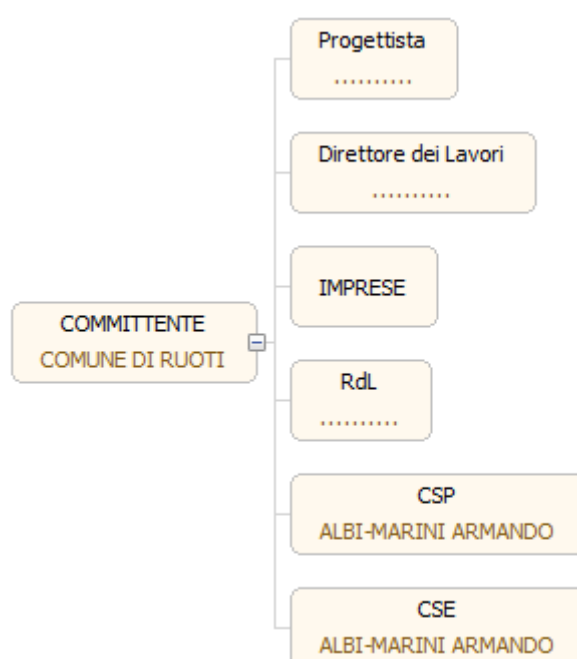 Progettista
..........
Direttore dei Lavori
..........
IMPRESE
COMMITTENTE
COMUNE DI RUOTI
RdL
..........
CSP
ALBI-MARINI ARMANDO
CSE
ALBI-MARINI ARMANDO